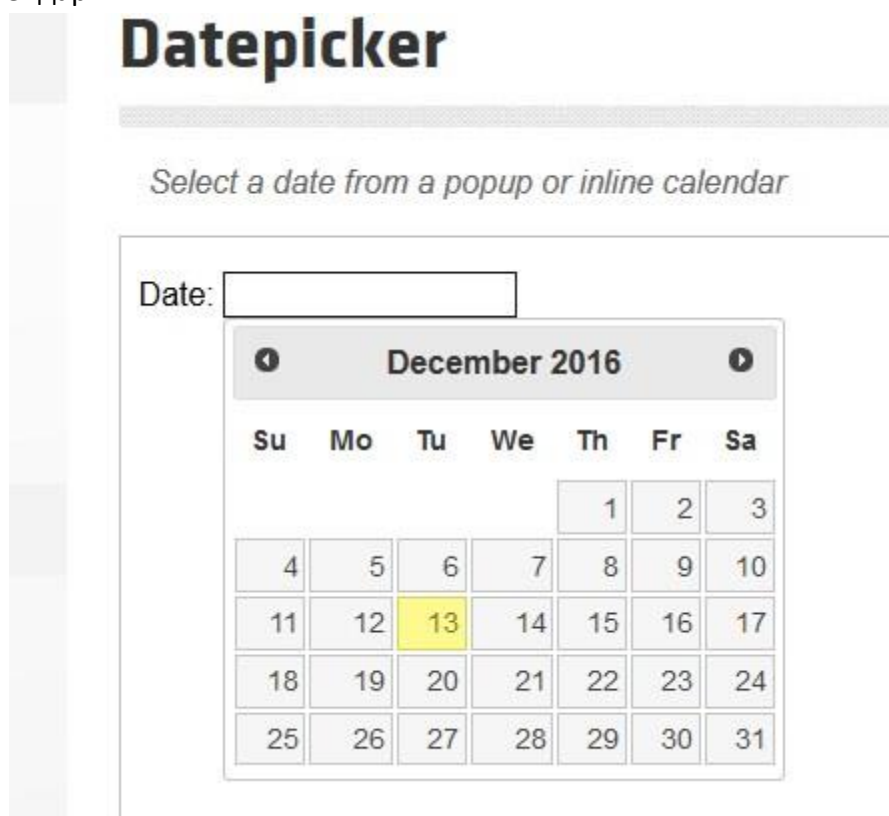 Datepicker
Select a date from a popup or inline calendar
Date:
December 2016
Su Mo Tu We Th Fr Sa
1 2 3
4 5 6 7 8 9 10
11 12 13 14 15 16 17
18 19 20 21 22 23 24
25 26 27 28 29 30 31